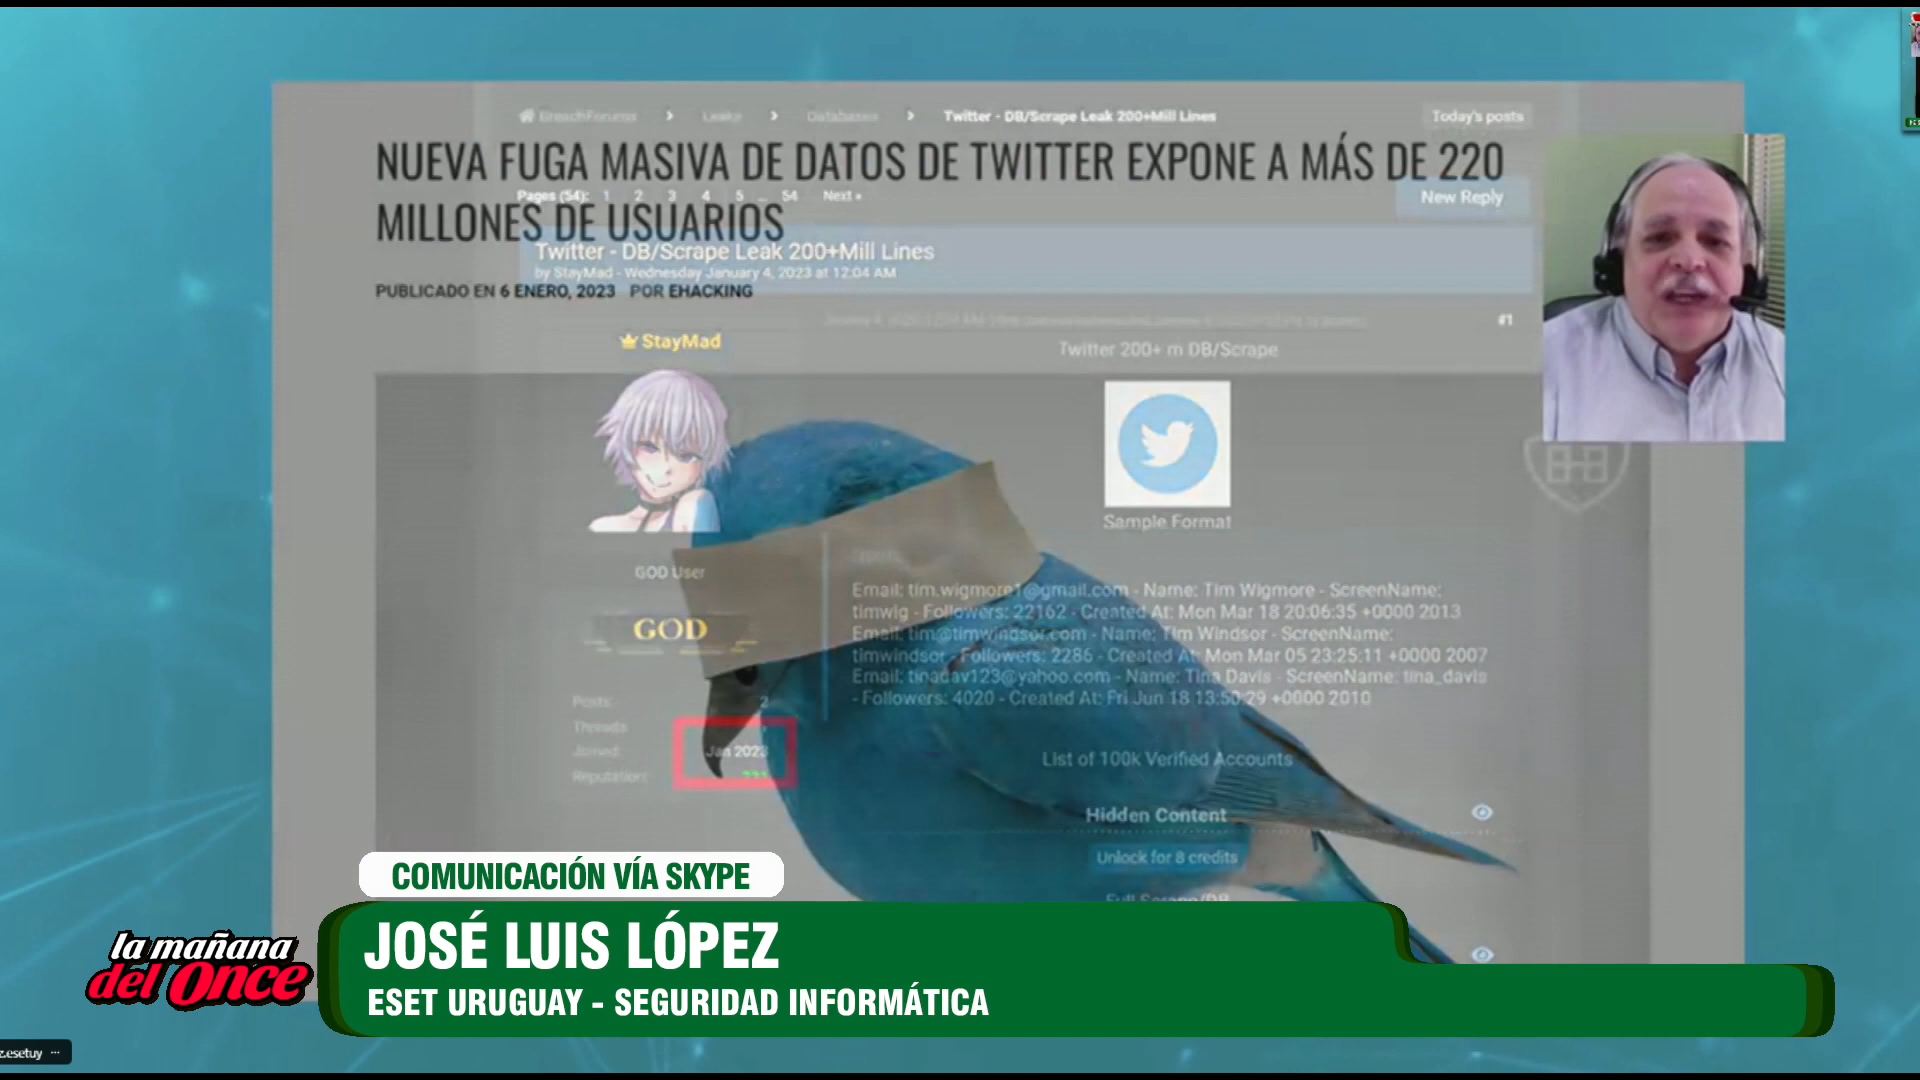 BreachForums
Leaks
Databases
Twitter - DB/Scrape Leak 200+Mill Lines
Today's posts
NUEVA FUGA MASIVA DE DATOS DE TWITTER EXPONE A MÁS DE 220
MILLONES DE USUARIOS
Pages (54): 1 2 3 4 5 ... 54 Next »
New Reply
Twitter - DB/Scrape Leak 200+Mill Lines
by StayMad - Wednesday January 4, 2023 at 12:04 AM
PUBLICADO EN 6 ENERO, 2023 POR EHACKING
#1
StayMad
Twitter 200+ m DB/Scrape
Sample Format
GOD User
GOD
Email: tim.wigmore1@gmail.com - Name: Tim Wigmore - ScreenName:
timwig - Followers: 22162 - Created At: Mon Mar 18 20:06:35 +0000 2013
Email: tim@timwindsor.com - Name: Tim Windsor - ScreenName:
timwindsor - Followers: 2286 - Created At: Mon Mar 05 23:25:11 +0000 2007
Email: tinadav123@yahoo.com - Name: Tina Davis - ScreenName: tina_davis
- Followers: 4020 - Created At: Fri Jun 18 13:50:29 +0000 2010
Posts: 2
Threads
Joined: Jan 2023
Reputation:
List of 100k Verified Accounts
Hidden Content
Unlock for 8 credits
Full Scrape/DB
COMUNICACIÓN VÍA SKYPE
la mañana
del Once
JOSÉ LUIS LÓPEZ
ESET URUGUAY - SEGURIDAD INFORMÁTICA
z.esetuy ...